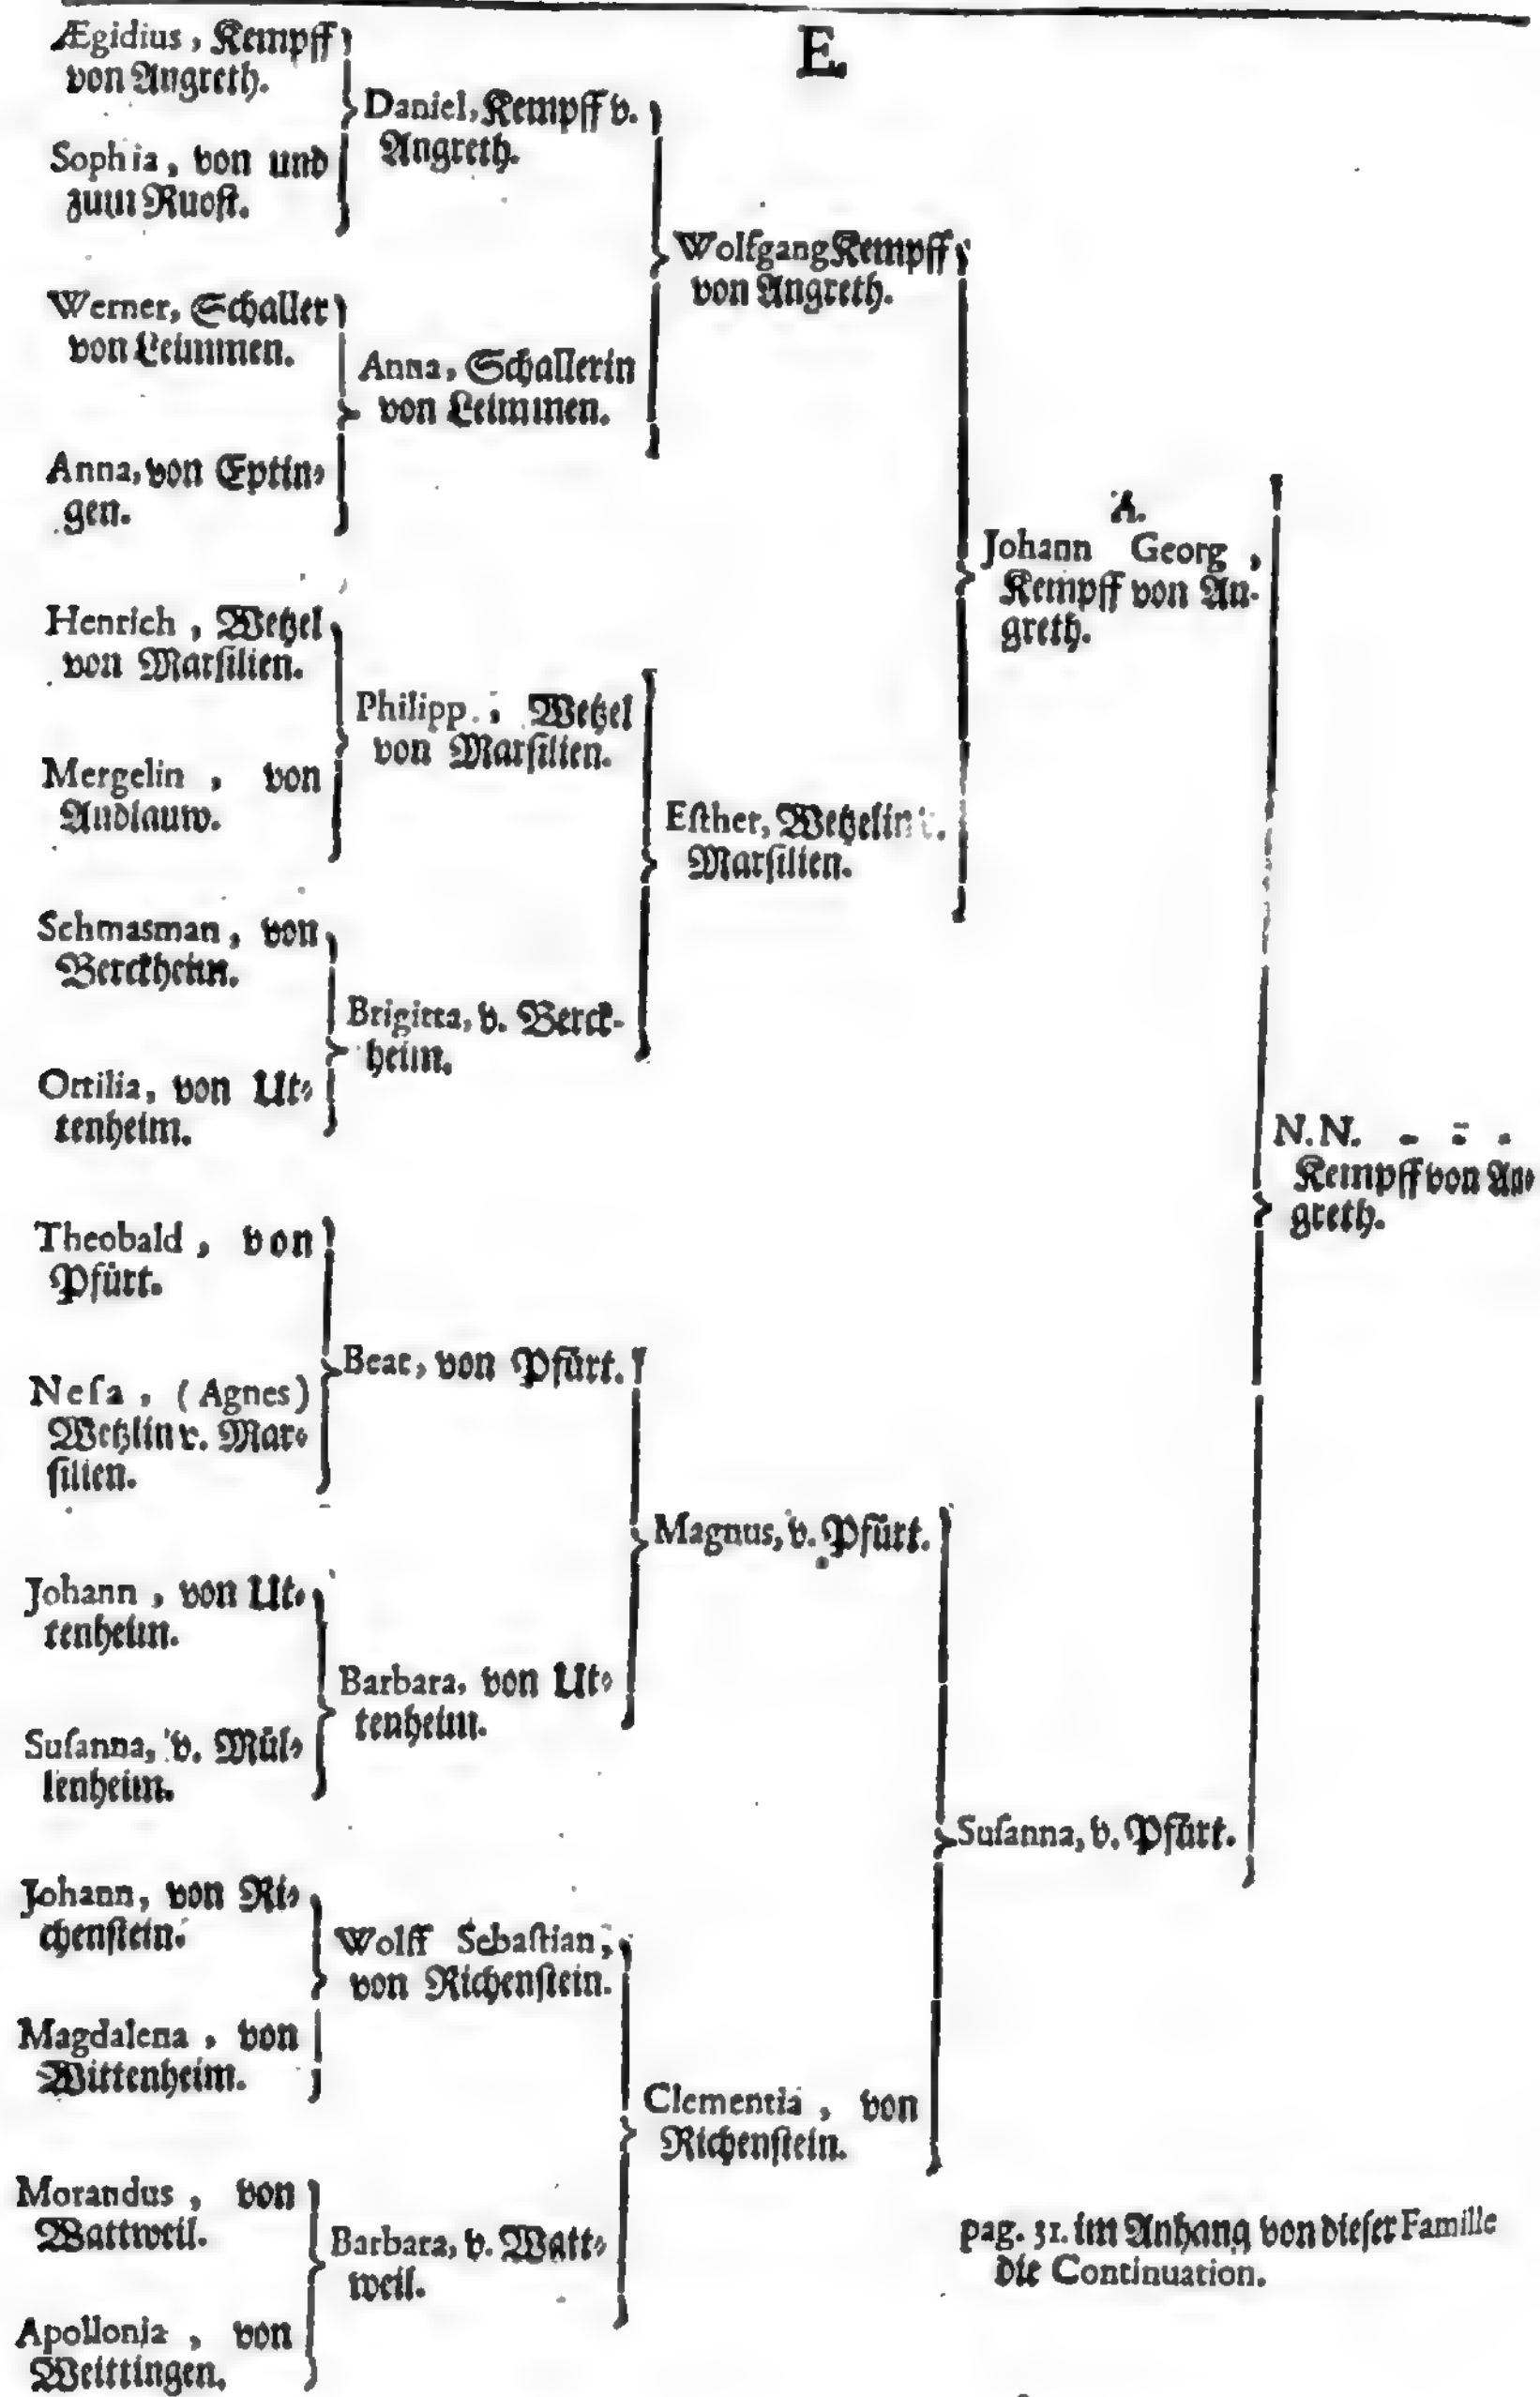 E.
Ægidius, Kempff
von Angreth.
Sophia, von und
zum Ruost.
Werner, Schaller
von Leimmen.
Anna, von Eptin-
gen.
Henrich, Wetzel
von Marsilien.
Mergelin, von
Andlauw.
Schmasman, von
Berckheim.
Ottilia, von Ut-
tenheim.
Theobald, von
Pfürt.
Nesa, (Agnes)
Wetzlin v. Mar-
silien.
Johann, von Ut-
tenheim.
Susanna, v. Mül-
lenheim.
Johann, von Ri-
chenstein.
Magdalena, von
Wittenheim.
Morandus, von
Wattweil.
Apollonia, von
Weittingen.
Daniel, Kempff v.
Angreth.
Anna, Schallerin
von Leimmen.
Philipp, Wetzel
von Marsilien.
Brigitta, v. Berck-
heim.
Beat, von Pfürt.
Barbara, von Ut-
tenheim.
Wolff Sebastian,
von Richenstein.
Barbara, v. Watt-
weil.
Wolfgang Kempff
von Angreth.
Esther, Wetzelin v.
Marsilien.
Magnus, v. Pfürt.
Clementia, von
Richenstein.
A.
Johann Georg,
Kempff von An-
greth.
Susanna, v. Pfürt.
N.N. - - -
Kempff von An-
greth.
pag. 31. im Anhang von dieser Famille
die Continuation.